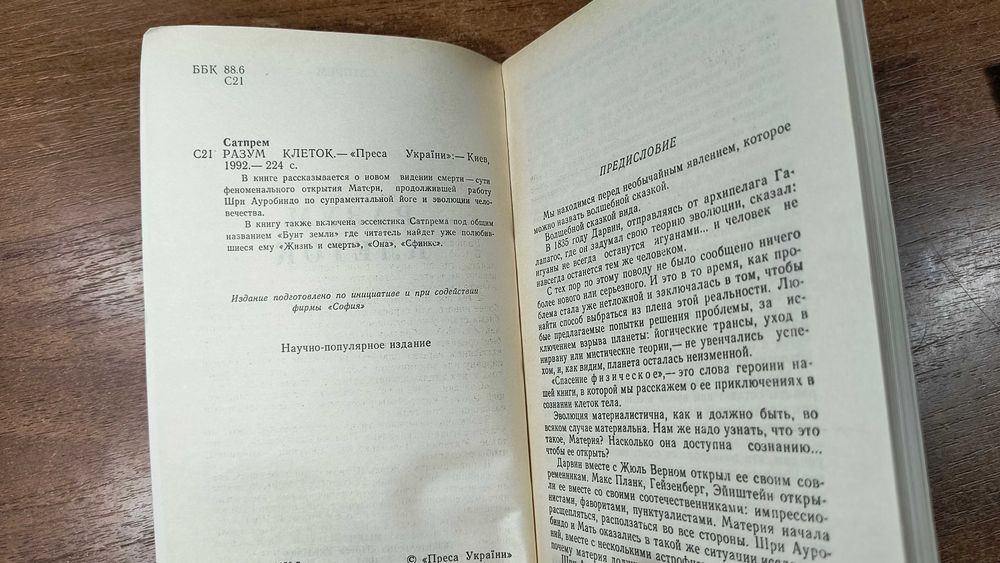 ББК 88.6
С21
Сатпрем
С21 РАЗУМ КЛЕТОК.— «Преса України»:— Киев,
1992.— 224 с.
В книге рассказывается о новом видении смерти — сути
феноменального открытия Матери, продолжившей работу
Шри Ауробиндо по супраментальной йоге и эволюции чело-
вечества.
В книгу также включена эссеистика Сатпрема под общим
названием «Бунт земли» где читатель найдет уже полюбив-
шиеся ему «Жизнь и смерть», «Она», «Сфинкс».
Издание подготовлено по инициативе и при содействии
фирмы «София»
Научно-популярное издание
© «Преса України»
ПРЕДИСЛОВИЕ
Мы находимся перед необычайным явлением, которое
можно назвать волшебной сказкой.
Волшебной сказкой вида.
В 1835 году Дарвин, отправляясь от архипелага Га-
лапагос, где он задумал свою теорию эволюции, сказал:
игуаны не всегда останутся игуанами... и человек не
навсегда останется тем же человеком.
С тех пор по этому поводу не было сообщено ничего
более нового или серьезного. И это в то время, как про-
блема стала уже нетложной и заключалась в том, чтобы
найти способ выбраться из плена этой реальности. Лю-
бые предлагаемые попытки решения проблемы, за ис-
ключением взрыва планеты: йогические трансы, уход в
нирвану или мистические теории,— не увенчались успе-
хом, и, как видим, планета осталась неизменной.
«Спасение физическое»,— это слова героини на-
шей книги, в которой мы расскажем о ее приключениях в
сознании клеток тела.
Эволюция материалистична, как и должно быть, во
всяком случае материальна. Нам же надо узнать, что это
такое, Материя? Насколько она доступна сознанию...
чтобы ее открыть?
Дарвин вместе с Жюль Верном открыл ее своим сов-
ременникам. Макс Планк, Гейзенберг, Эйнштейн откры-
ли ее вместе со своими соотечественниками: импрессио-
нистами, фаворитами, пунктуалистами. Материя начала
расщепляться, расползаться во все стороны. Шри Ауро-
биндо и Мать оказались в такой же ситуации
ний, вместе с несколькими
почему материя
Шри